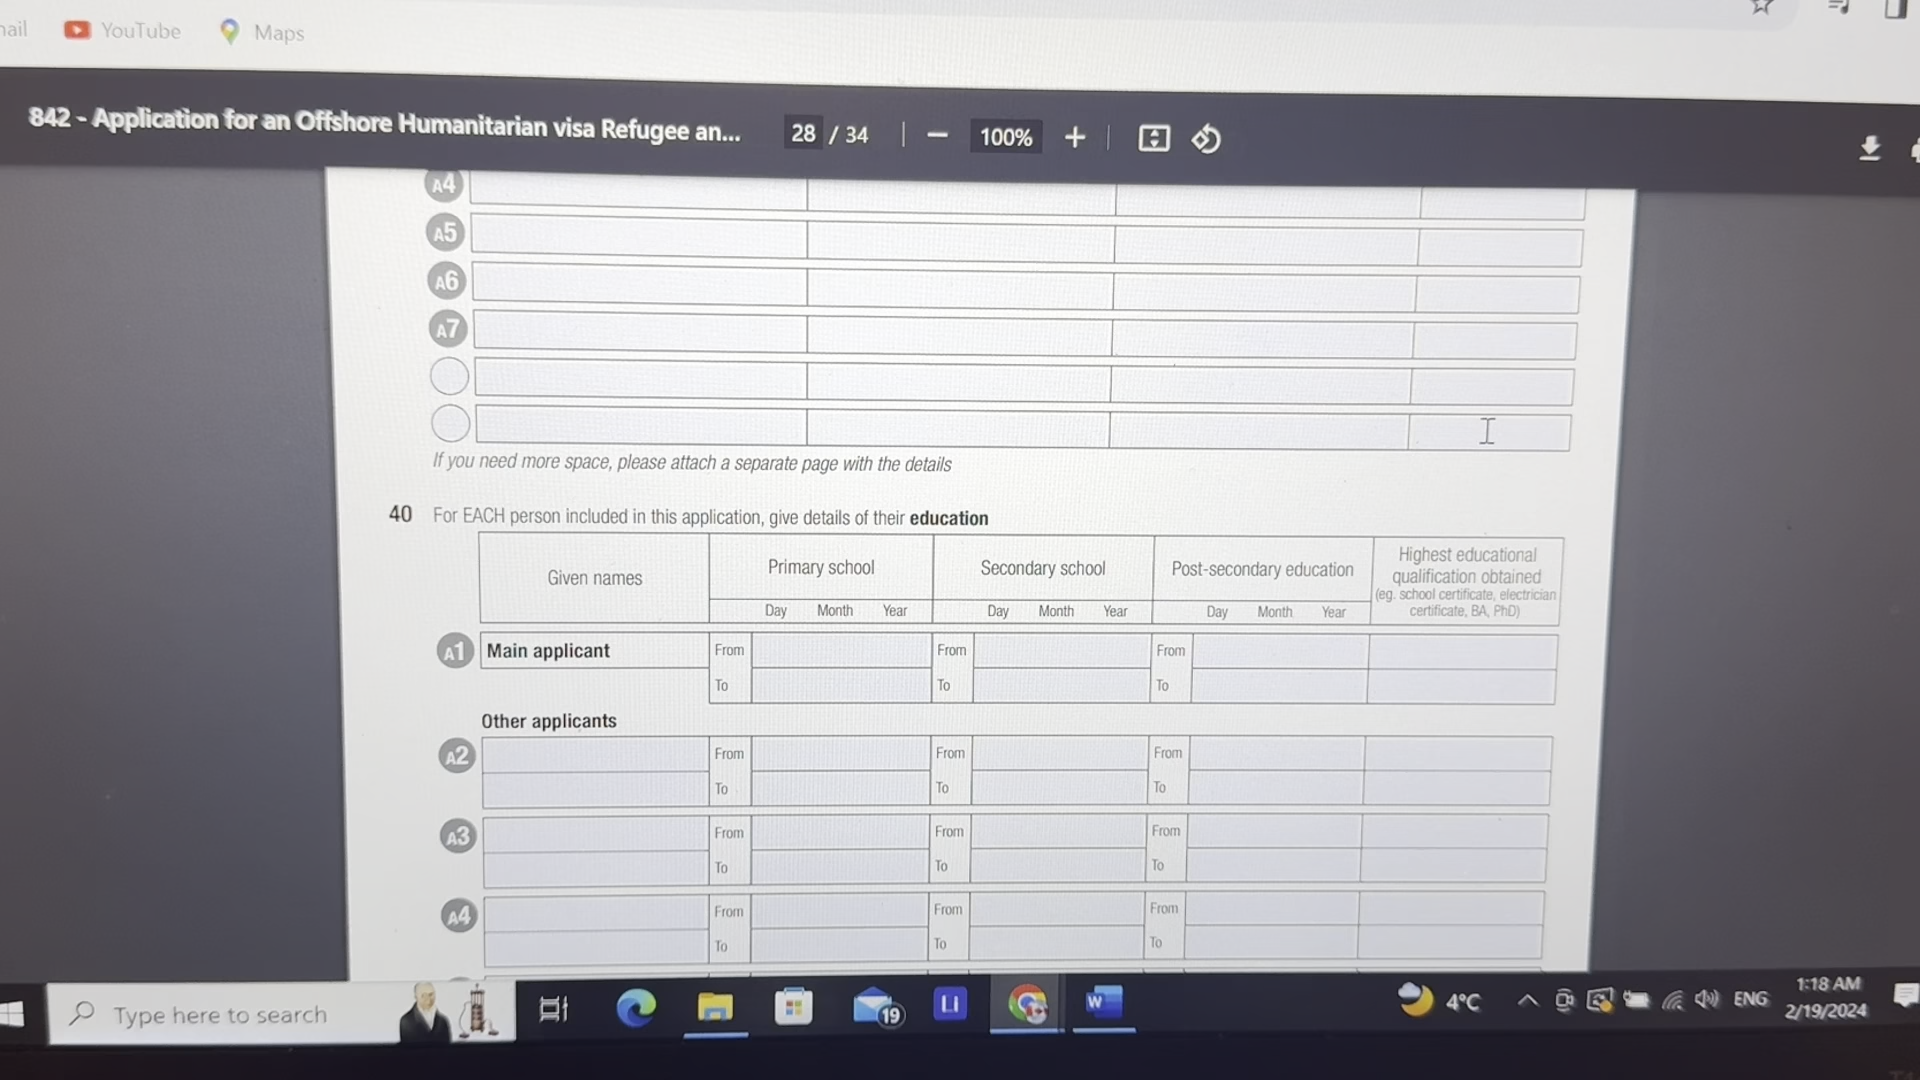 YouTube
Maps
842 - Application for an Offshore Humanitarian visa Refugee an...
28 / 34
100%
A4
A5
A6
A7
If you need more space, please attach a separate page with the details
40 For EACH person included in this application, give details of their education
Given names
Primary school
Secondary school
Post-secondary education
Highest educational
qualification obtained
(eg. school certificate, electrician
certificate, BA, PhD)
Day Month Year
Day Month Year
Day Month Year
A1 Main applicant From From From
To To To
Other applicants
A2 From From From
To To To
A3 From From From
To To To
A4 From From From
To To To
Type here to search
19
Li
W
4°C
ENG
1:18 AM
2/19/2024